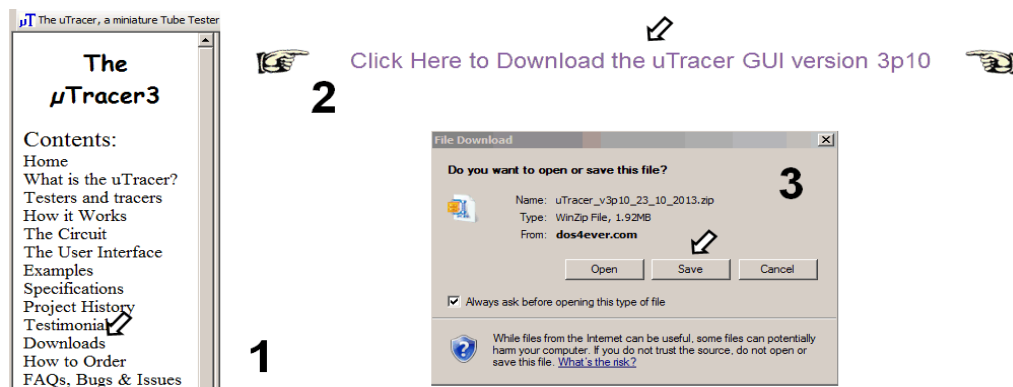 µT The uTracer, a miniature Tube Tester
The
µTracer3
Contents:
Home
What is the uTracer?
Testers and tracers
How it Works
The Circuit
The User Interface
Examples
Specifications
Project History
Testimonial
Downloads
How to Order
FAQs, Bugs & Issues
1
Click Here to Download the uTracer GUI version 3p10
2
File Download
Do you want to open or save this file?
3
Name: uTracer_v3p10_23_10_2013.zip
Type: WinZip File, 1.92MB
From: dos4ever.com
Open Save Cancel
Always ask before opening this type of file
While files from the Internet can be useful, some files can potentially
harm your computer. If you do not trust the source, do not open or
save this file. What's the risk?